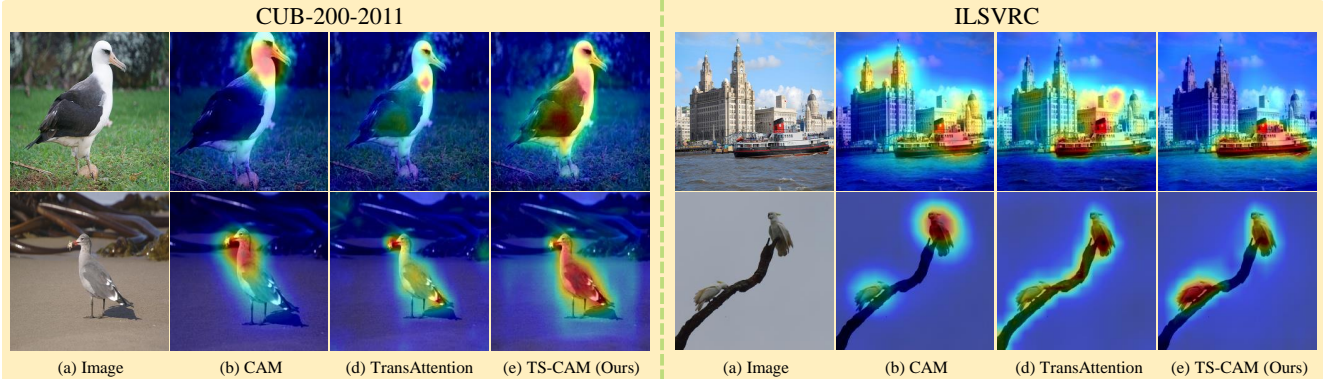 CUB-200-2011
ILSVRC
(a) Image
(b) CAM
(d) TransAttention
(e) TS-CAM (Ours)
(a) Image
(b) CAM
(d) TransAttention
(e) TS-CAM (Ours)